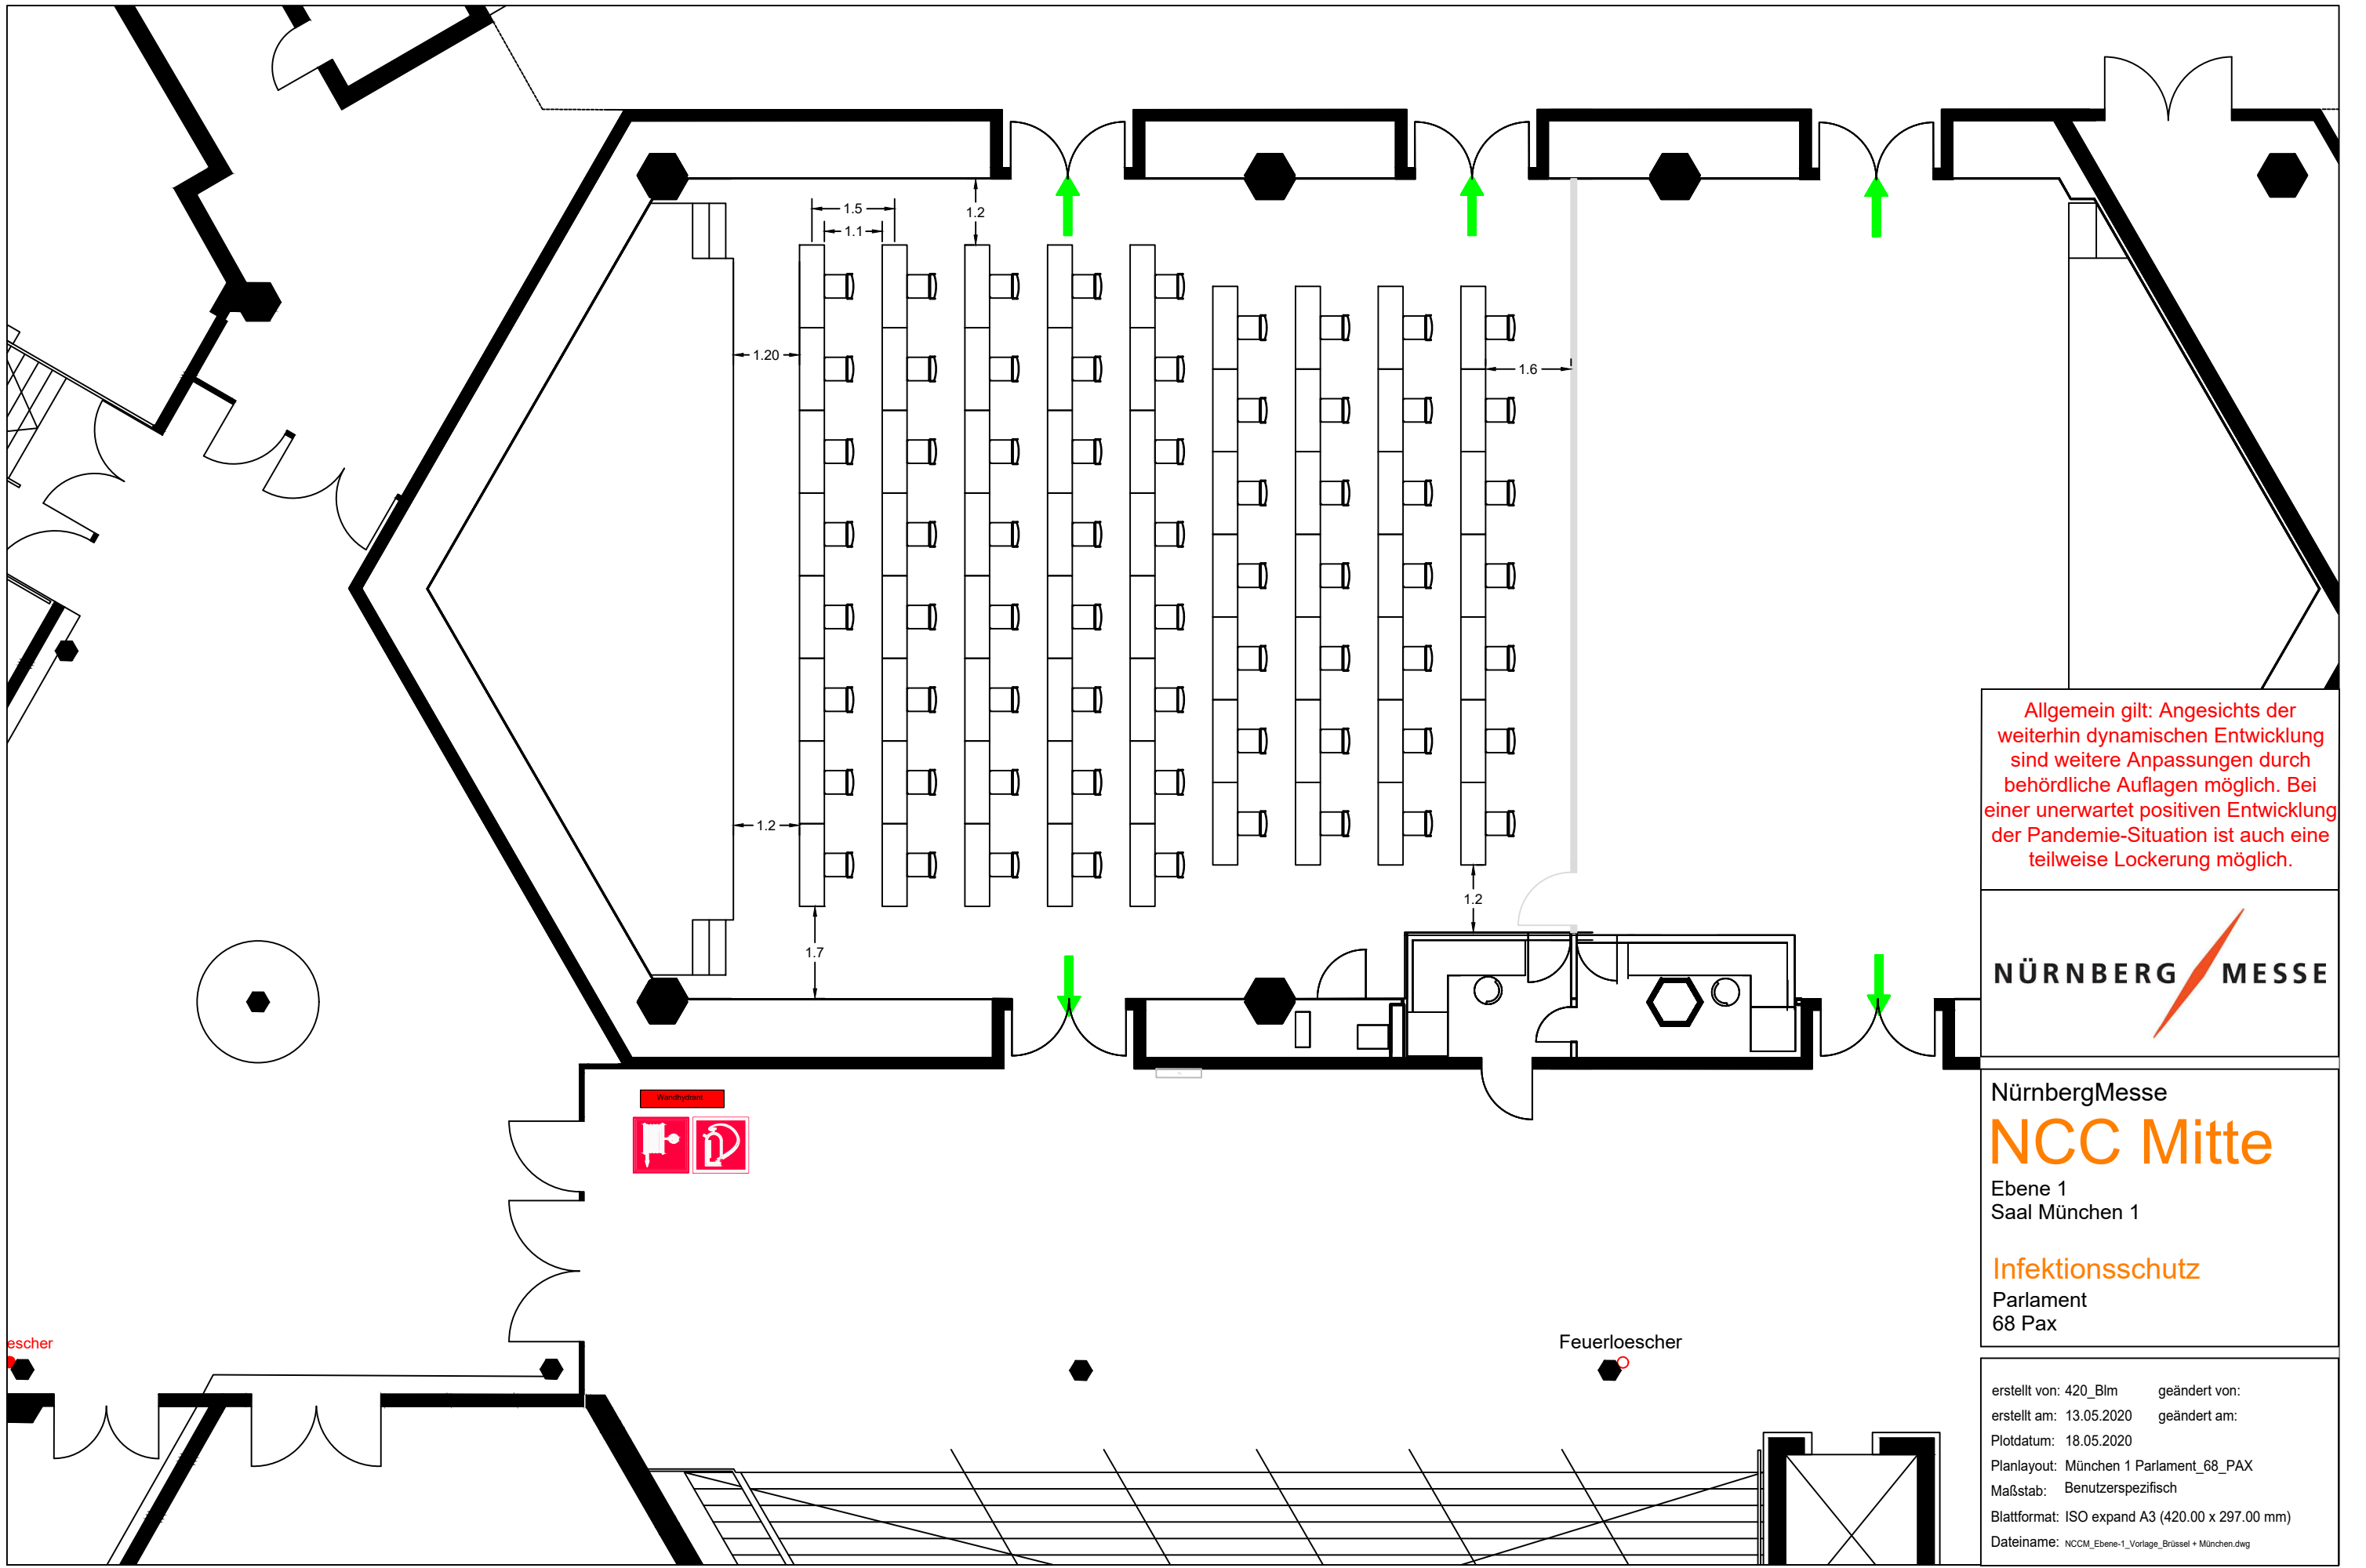 1.5
1.1
1.2
1.20
1.6
1.2
1.2
1.7
Allgemein gilt: Angesichts der
weiterhin dynamischen Entwicklung
sind weitere Anpassungen durch
behördliche Auflagen möglich. Bei
einer unerwartet positiven Entwicklung
der Pandemie-Situation ist auch eine
teilweise Lockerung möglich.
NÜRNBERG MESSE
NürnbergMesse
NCC Mitte
Ebene 1
Saal München 1
Infektionsschutz
Parlament
68 Pax
Wandhydrant
escher
Feuerloescher
erstellt von: 420_Blm geändert von:
erstellt am: 13.05.2020 geändert am:
Plotdatum: 18.05.2020
Planlayout: München 1 Parlament_68_PAX
Maßstab: Benutzerspezifisch
Blattformat: ISO expand A3 (420.00 x 297.00 mm)
Dateiname: NCCM_Ebene-1_Vorlage_Brüssel + München.dwg